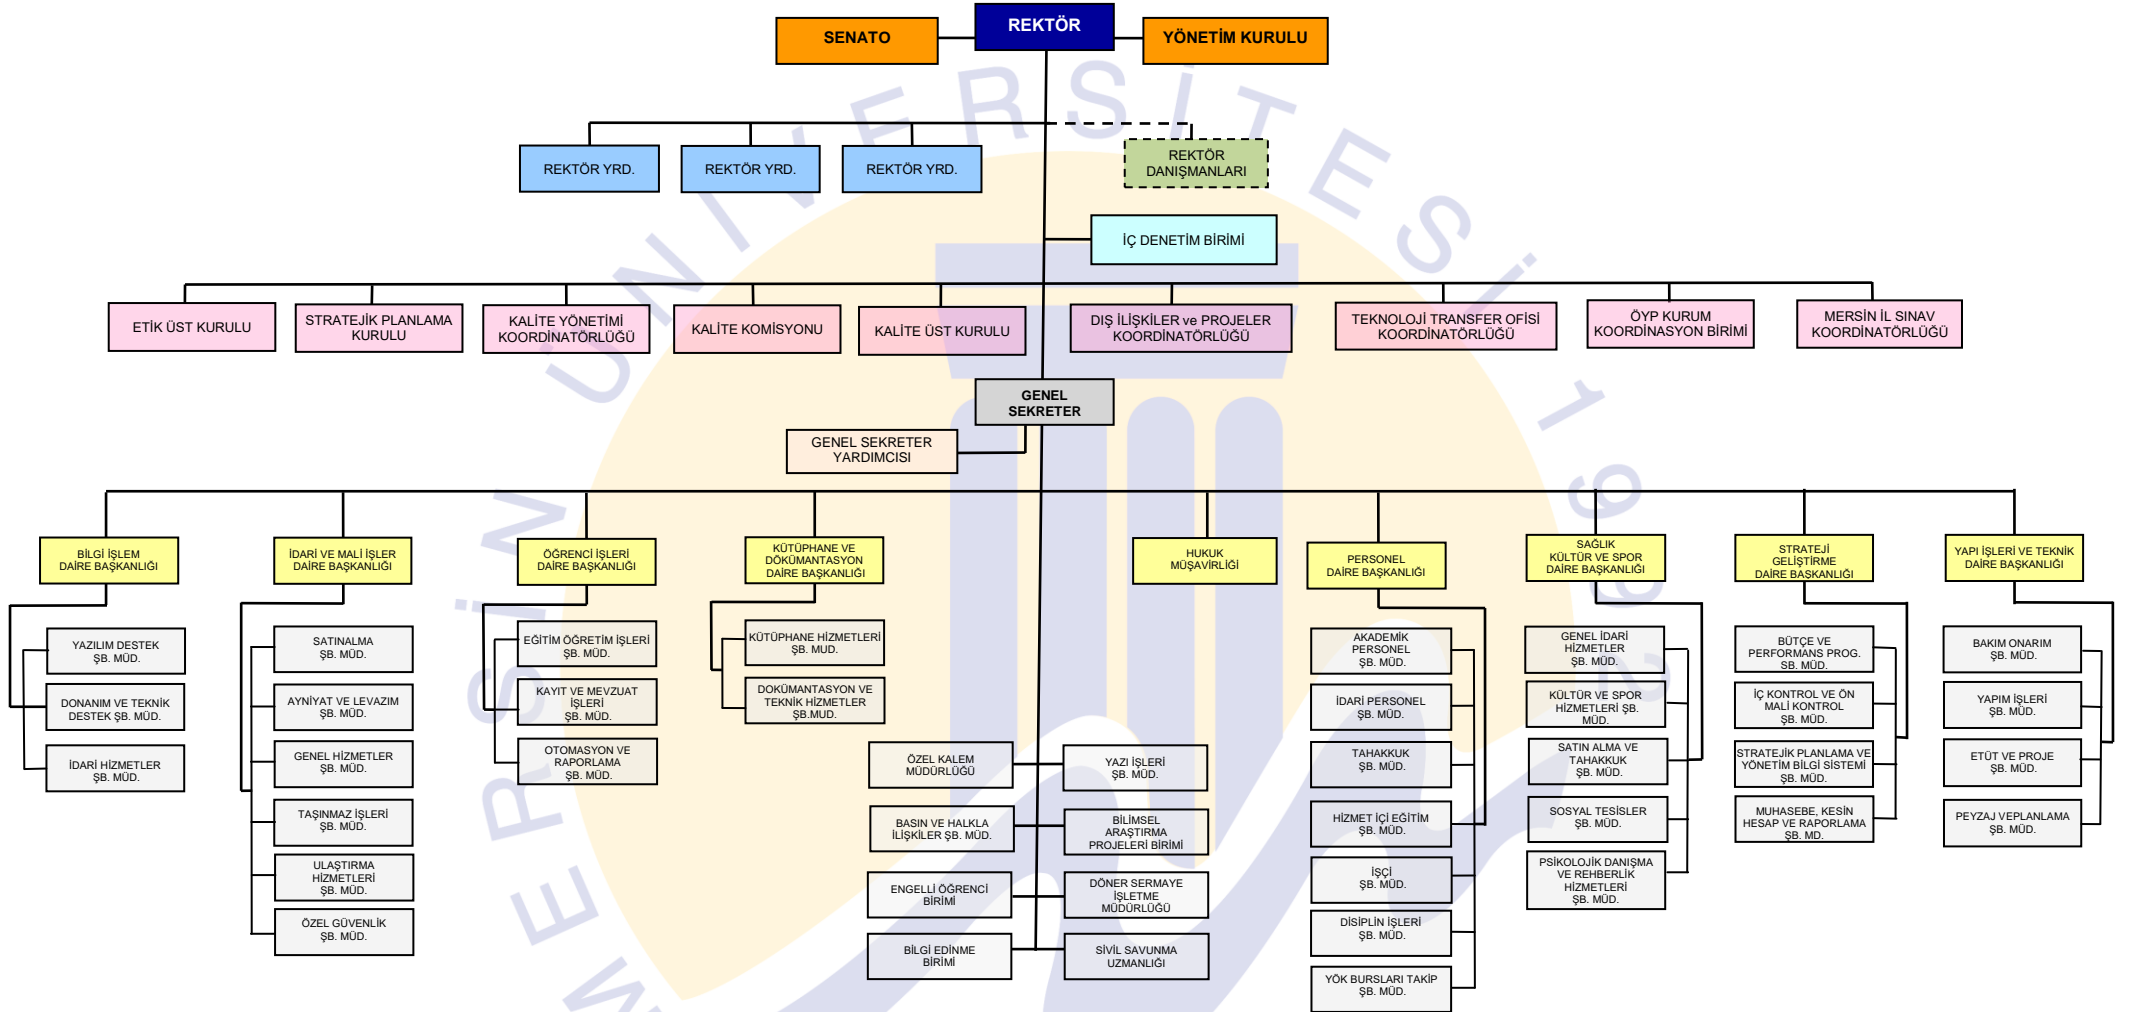 REKTÖR
SENATO
YÖNETİM KURULU
MERSİN ÜNİVERSİTESİ 1992
REKTÖR YRD.
REKTÖR YRD.
REKTÖR YRD.
REKTÖR
DANIŞMANLARI
İÇ DENETİM BİRİMİ
ETİK ÜST KURULU
STRATEJİK PLANLAMA
KURULU
KALİTE YÖNETİMİ
KOORDİNATÖRLÜĞÜ
KALİTE KOMİSYONU
KALİTE ÜST KURULU
DIŞ İLİŞKİLER ve PROJELER
KOORDİNATÖRLÜĞÜ
TEKNOLOJİ TRANSFER OFİSİ
KOORDİNATÖRLÜĞÜ
ÖYP KURUM
KOORDİNASYON BİRİMİ
MERSİN İL SINAV
KOORDİNATÖRLÜĞÜ
GENEL
SEKRETER
GENEL SEKRETER
YARDIMCISI
BİLGİ İŞLEM
DAİRE BAŞKANLIĞI
İDARİ VE MALİ İŞLER
DAİRE BAŞKANLIĞI
ÖĞRENCİ İŞLERİ
DAİRE BAŞKANLIĞI
KÜTÜPHANE VE
DÖKÜMANTASYON
DAİRE BAŞKANLIĞI
HUKUK
MÜŞAVİRLİĞİ
PERSONEL
DAİRE BAŞKANLIĞI
SAĞLIK
KÜLTÜR VE SPOR
DAİRE BAŞKANLIĞI
STRATEJİ
GELİŞTİRME
DAİRE BAŞKANLIĞI
YAPI İŞLERİ VE TEKNİK
DAİRE BAŞKANLIĞI
YAZILIM DESTEK
ŞB. MÜD.
DONANIM VE TEKNİK
DESTEK ŞB. MÜD.
İDARİ HİZMETLER
ŞB. MÜD.
SATINALMA
ŞB. MÜD.
AYNİYAT VE LEVAZIM
ŞB. MÜD.
GENEL HİZMETLER
ŞB. MÜD.
TAŞINMAZ İŞLERİ
ŞB. MÜD.
ULAŞTIRMA
HİZMETLERİ
ŞB. MÜD.
ÖZEL GÜVENLİK
ŞB. MÜD.
EĞİTİM ÖĞRETİM İŞLERİ
ŞB. MÜD.
KAYIT VE MEVZUAT
İŞLERİ
ŞB. MÜD.
OTOMASYON VE
RAPORLAMA
ŞB. MÜD.
KÜTÜPHANE HİZMETLERİ
ŞB. MUD.
DOKÜMANTASYON VE
TEKNİK HİZMETLER
ŞB.MUD.
ÖZEL KALEM
MÜDÜRLÜĞÜ
YAZI İŞLERİ
ŞB. MÜD.
BASIN VE HALKLA
İLİŞKİLER ŞB. MÜD.
BİLİMSEL
ARAŞTIRMA
PROJELERİ BİRİMİ
ENGELLİ ÖĞRENCİ
BİRİMİ
DÖNER SERMAYE
İŞLETME
MÜDÜRLÜĞÜ
BİLGİ EDİNME
BİRİMİ
SİVİL SAVUNMA
UZMANLIĞI
AKADEMİK
PERSONEL
ŞB. MÜD.
İDARİ PERSONEL
ŞB. MÜD.
TAHAKKUK
ŞB. MÜD.
HİZMET İÇİ EĞİTİM
ŞB. MÜD.
İŞÇİ
ŞB. MÜD.
DISİPLİN İŞLERİ
ŞB. MÜD.
YÖK BURSLARI TAKİP
ŞB. MÜD.
GENEL İDARİ
HİZMETLER
ŞB. MÜD.
KÜLTÜR VE SPOR
HİZMETLERİ ŞB.
MÜD.
SATIN ALMA VE
TAHAKKUK
ŞB. MÜD.
SOSYAL TESİSLER
ŞB. MÜD.
PSİKOLOJİK DANIŞMA
VE REHBERLİK
HİZMETLERİ
ŞB. MÜD.
BÜTÇE VE
PERFORMANS PROG.
SB. MÜD.
İÇ KONTROL VE ÖN
MALİ KONTROL
ŞB. MÜD.
STRATEJİK PLANLAMA VE
YÖNETİM BİLGİ SİSTEMİ
ŞB. MÜD.
MUHASEBE, KESİN
HESAP VE RAPORLAMA
ŞB. MD.
BAKIM ONARIM
ŞB. MÜD.
YAPIM İŞLERİ
ŞB. MÜD.
ETÜT VE PROJE
ŞB. MÜD.
PEYZAJ VEPLANLAMA
ŞB. MÜD.